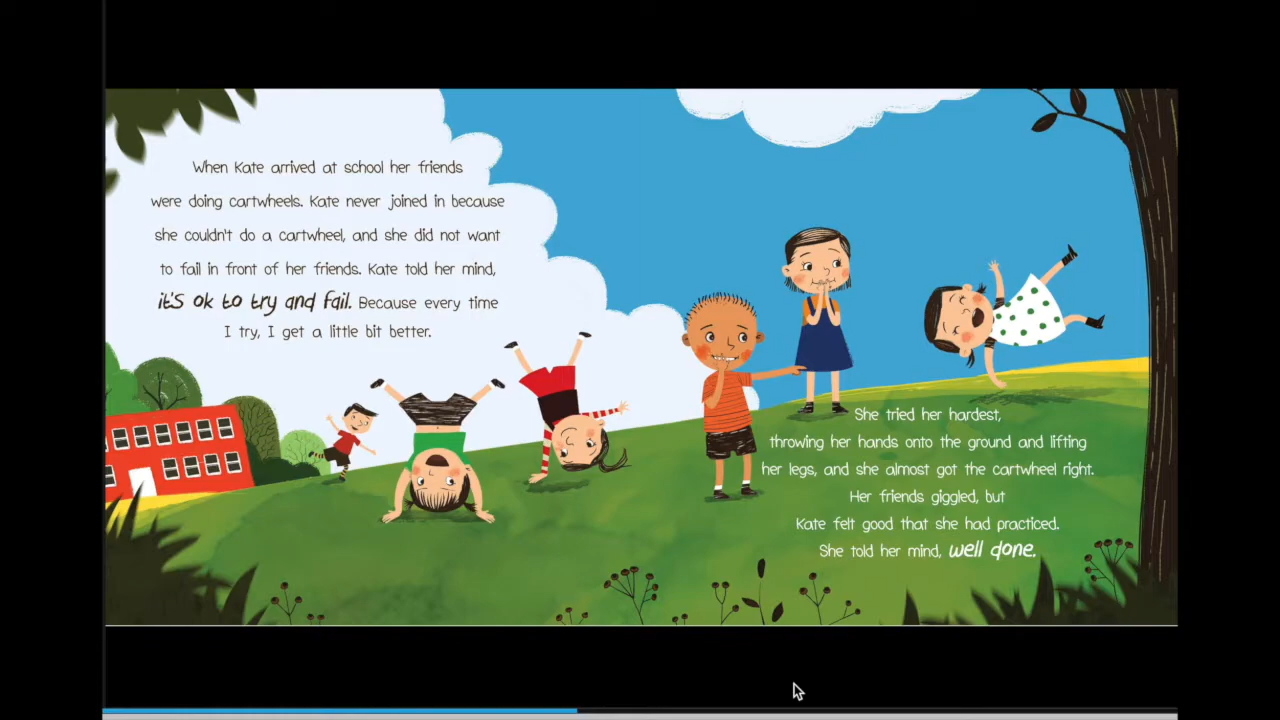 When Kate arrived at school her friends
were doing cartwheels. Kate never joined in because
she couldn't do a cartwheel, and she did not want
to fail in front of her friends. Kate told her mind,
it's ok to try and fail. Because every time
I try, I get a little bit better.
She tried her hardest,
throwing her hands onto the ground and lifting
her legs, and she almost got the cartwheel right.
Her friends giggled, but
Kate felt good that she had practiced.
She told her mind, well done.